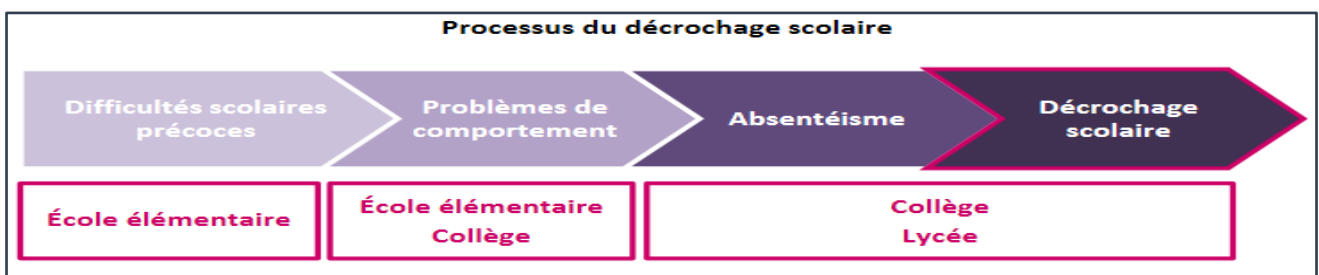 Processus du décrochage scolaire
Difficultés scolaires
précoces
Problèmes de
comportement
Absentéisme
Décrochage
scolaire
École élémentaire
École élémentaire
Collège
Collège
Lycée